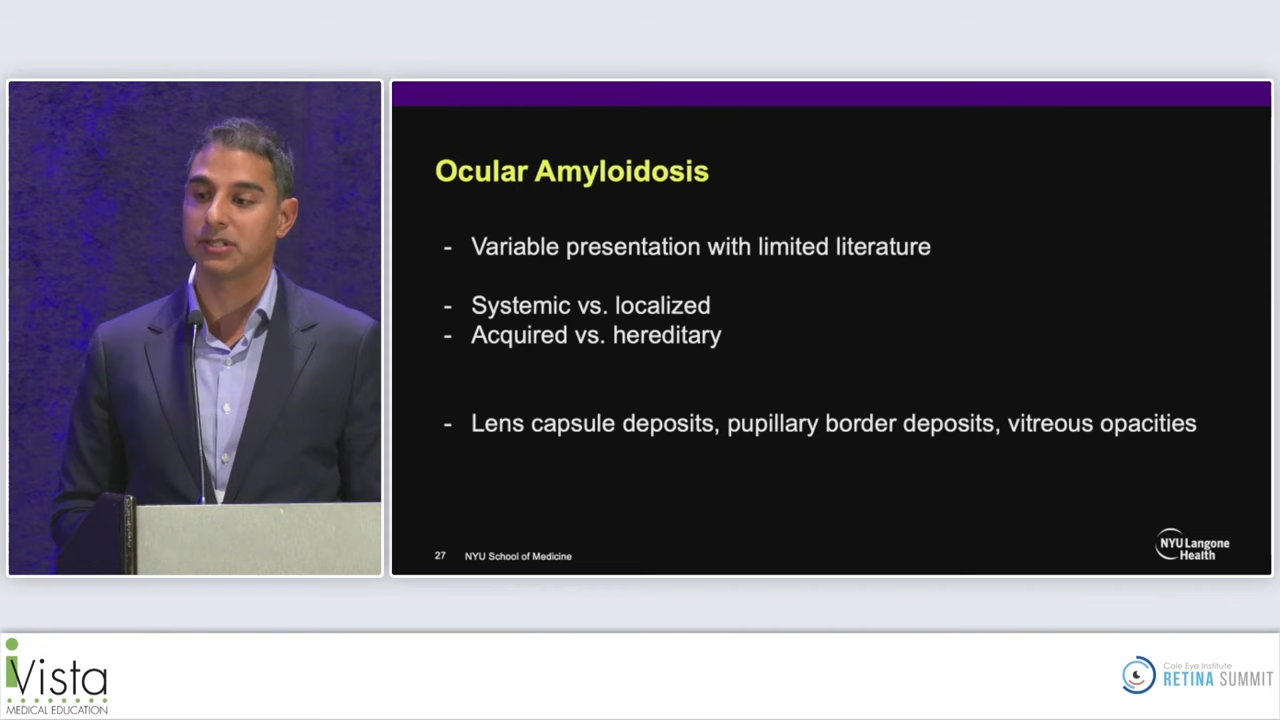 Ocular Amyloidosis
- Variable presentation with limited literature
- Systemic vs. localized
- Acquired vs. hereditary
- Lens capsule deposits, pupillary border deposits, vitreous opacities
27 NYU School of Medicine
NYU Langone
Health
iVista
MEDICAL EDUCATION
Cole Eye Institute
RETINA SUMMIT